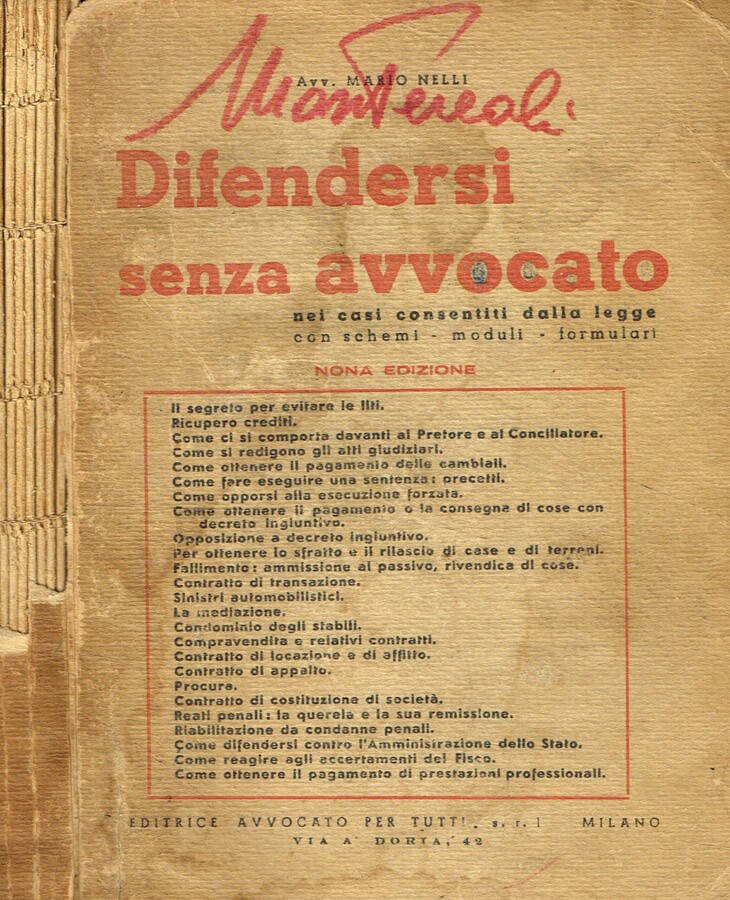 Avv. MARIO NELLI
Difendersi
senza avvocato
nei casi consentiti dalla legge
con schemi - moduli - formulari
NONA EDIZIONE
Il segreto per evitare le liti.
Ricupero crediti.
Come ci si comporta davanti al Pretore e al Conciliatore.
Come si redigono gli atti giudiziari.
Come ottenere il pagamento delle cambiali.
Come fare eseguire una sentenza: precetti.
Come opporsi alla esecuzione forzata.
Come ottenere il pagamento o la consegna di cose con
decreto ingiuntivo.
Opposizione a decreto ingiuntivo.
Per ottenere lo sfratto e il rilascio di case e di terreni.
Fallimento: ammissione al passivo, rivendica di cose.
Contratto di transazione.
Sinistri automobilistici.
La mediazione.
Condominio degli stabili.
Compravendita e relativi contratti.
Contratto di locazione e di affitto.
Contratto di appalto.
Procura.
Contratto di costituzione di società.
Reati penali: la querela e la sua remissione.
Riabilitazione da condanne penali.
Come difendersi contro l'Amministrazione dello Stato.
Come reagire agli accertamenti del Fisco.
Come ottenere il pagamento di prestazioni professionali.
EDITRICE AVVOCATO PER TUTTI, s. r. l MILANO
VIA A DORIA, 42